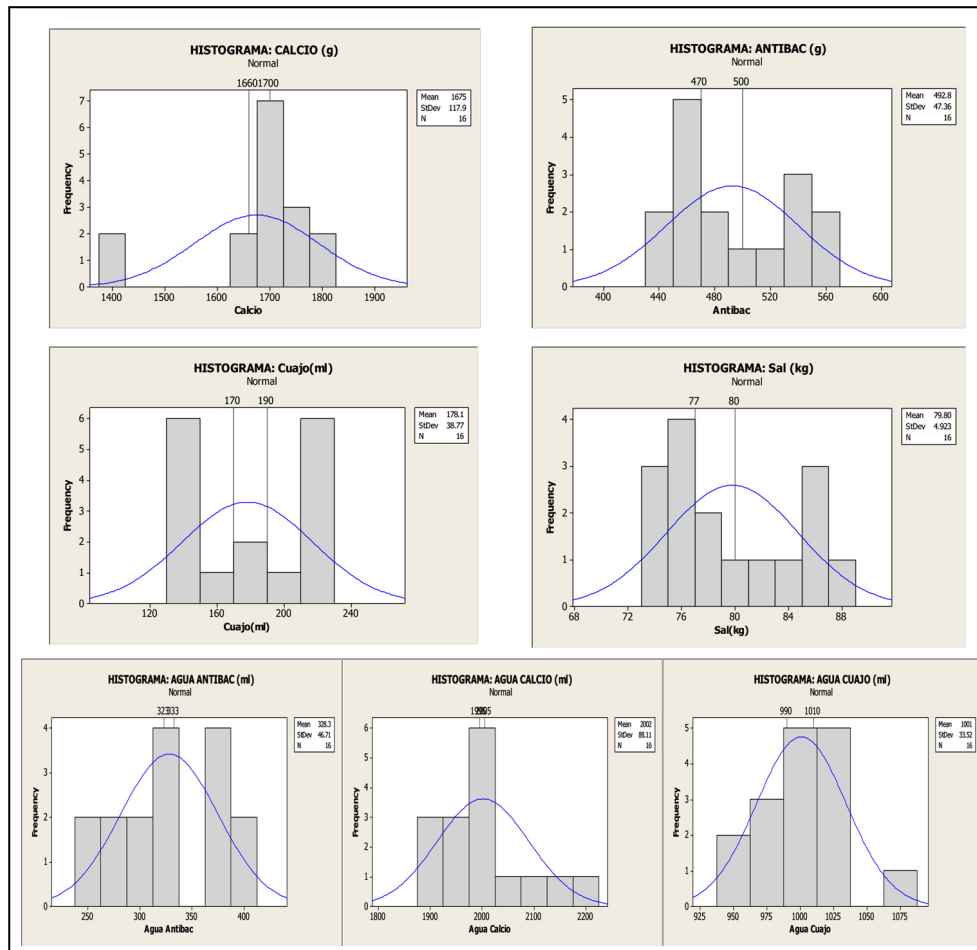 HISTOGRAMA: CALCIO (g)
Normal
1660 1700
Mean 1675
StDev 117.9
N 16
7
6
5
4
3
2
1
0
Frequency
1400 1500 1600 1700 1800 1900
Calcio
HISTOGRAMA: ANTIBAC (g)
Normal
470 500
Mean 492.8
StDev 47.36
N 16
5
4
3
2
1
0
Frequency
400 440 480 520 560 600
Antibac
HISTOGRAMA: Cuajo(ml)
Normal
170 190
Mean 178.1
StDev 38.77
N 16
6
5
4
3
2
1
0
Frequency
120 160 200 240
Cuajo(ml)
HISTOGRAMA: Sal (kg)
Normal
77 80
Mean 79.80
StDev 4.923
N 16
4
3
2
1
0
Frequency
68 72 76 80 84 88
Sal(kg)
HISTOGRAMA: AGUA ANTIBAC (ml)
Normal
323 333
Mean 328.3
StDev 46.71
N 16
4
3
2
1
0
Frequency
250 300 350 400
Agua Antibac
HISTOGRAMA: AGUA CALCIO (ml)
Normal
Mean 2002
StDev 88.11
N 16
6
5
4
3
2
1
0
Frequency
1800 1900 2000 2100 2200
Agua Calcio
HISTOGRAMA: AGUA CUAJO (ml)
Normal
990 1010
Mean 1001
StDev 33.52
N 16
5
4
3
2
1
0
Frequency
925 950 975 1000 1025 1050 1075
Agua Cuajo